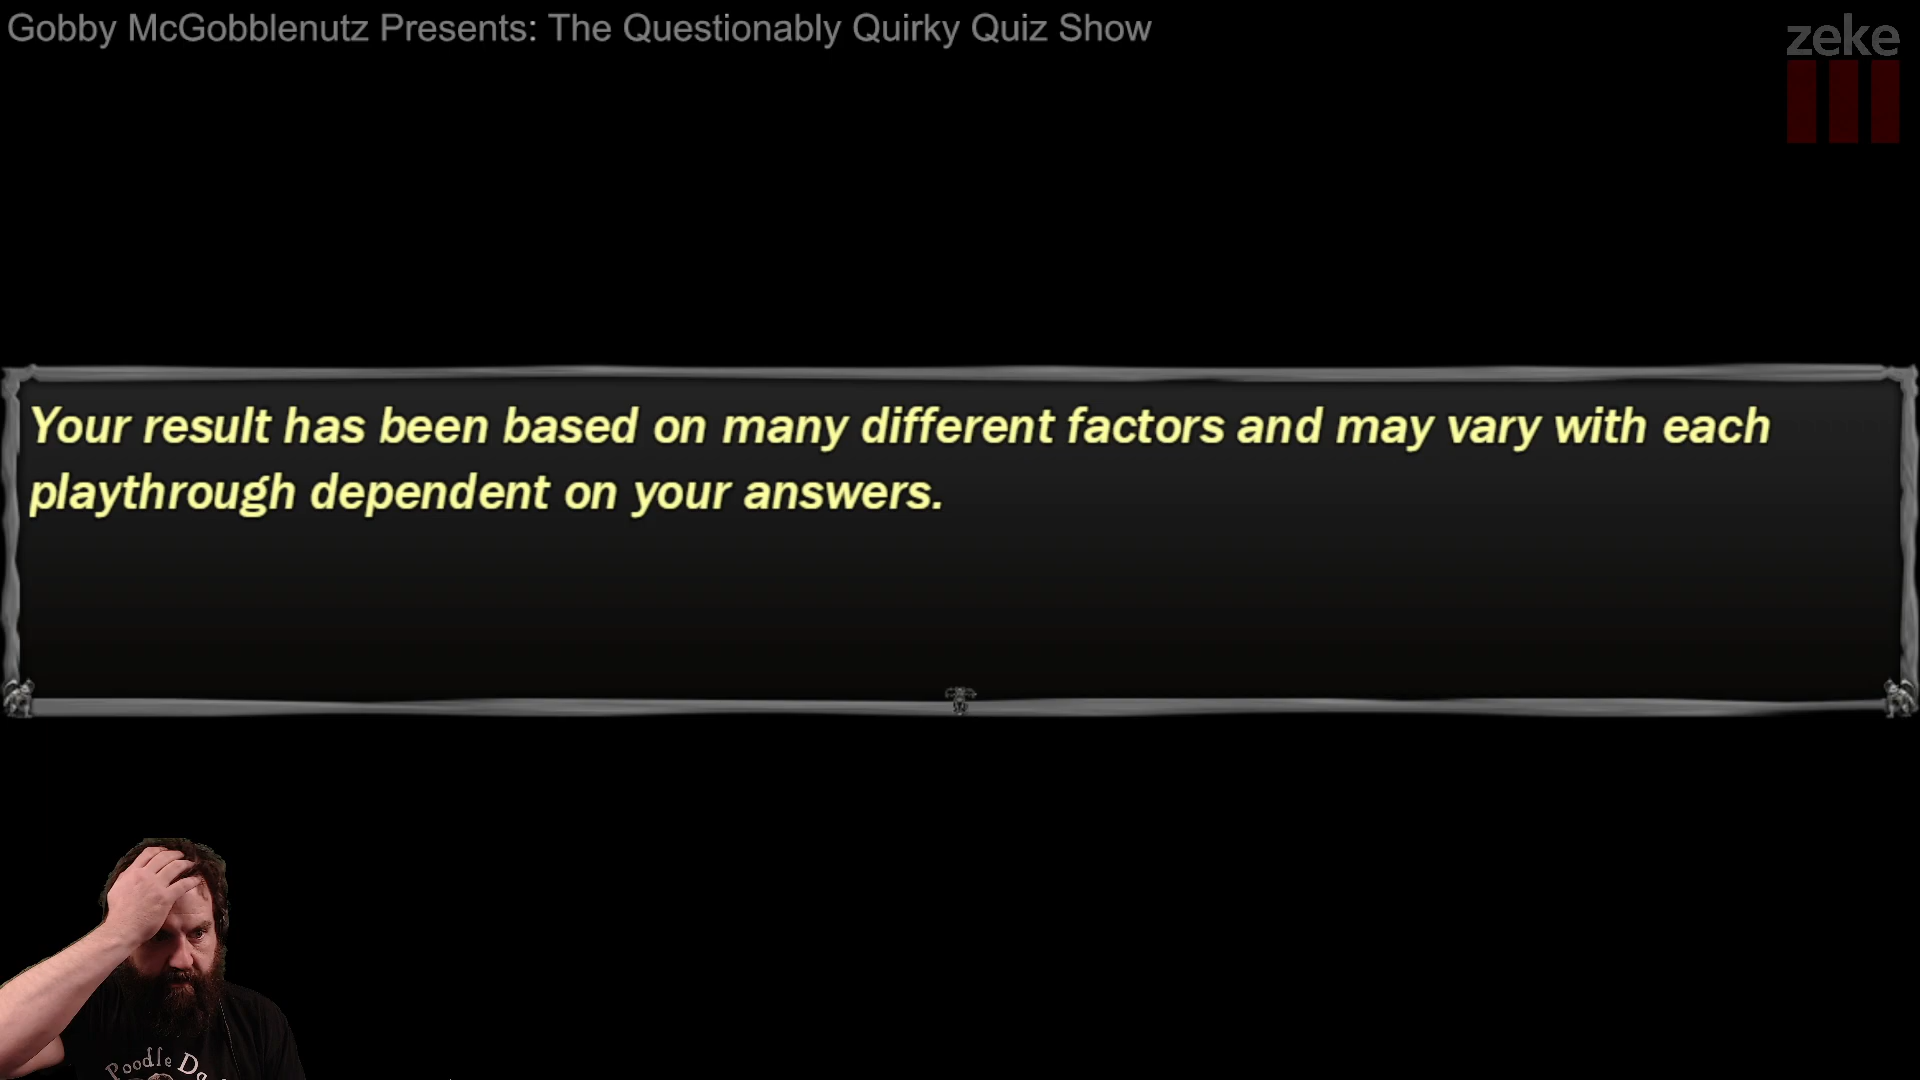 Gobby McGobblenutz Presents: The Questionably Quirky Quiz Show
zeke
III
Your result has been based on many different factors and may vary with each
playthrough dependent on your answers.
Poodle